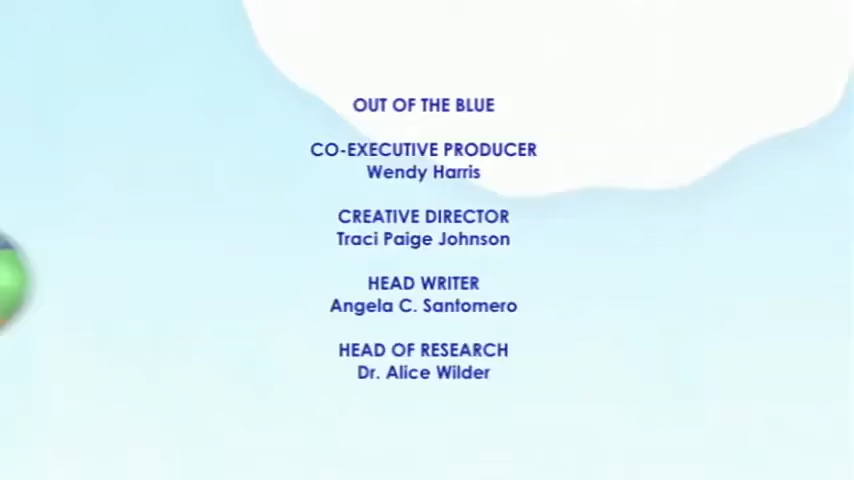 OUT OF THE BLUE
CO-EXECUTIVE PRODUCER
Wendy Harris
CREATIVE DIRECTOR
Traci Paige Johnson
HEAD WRITER
Angela C. Santomero
HEAD OF RESEARCH
Dr. Alice Wilder